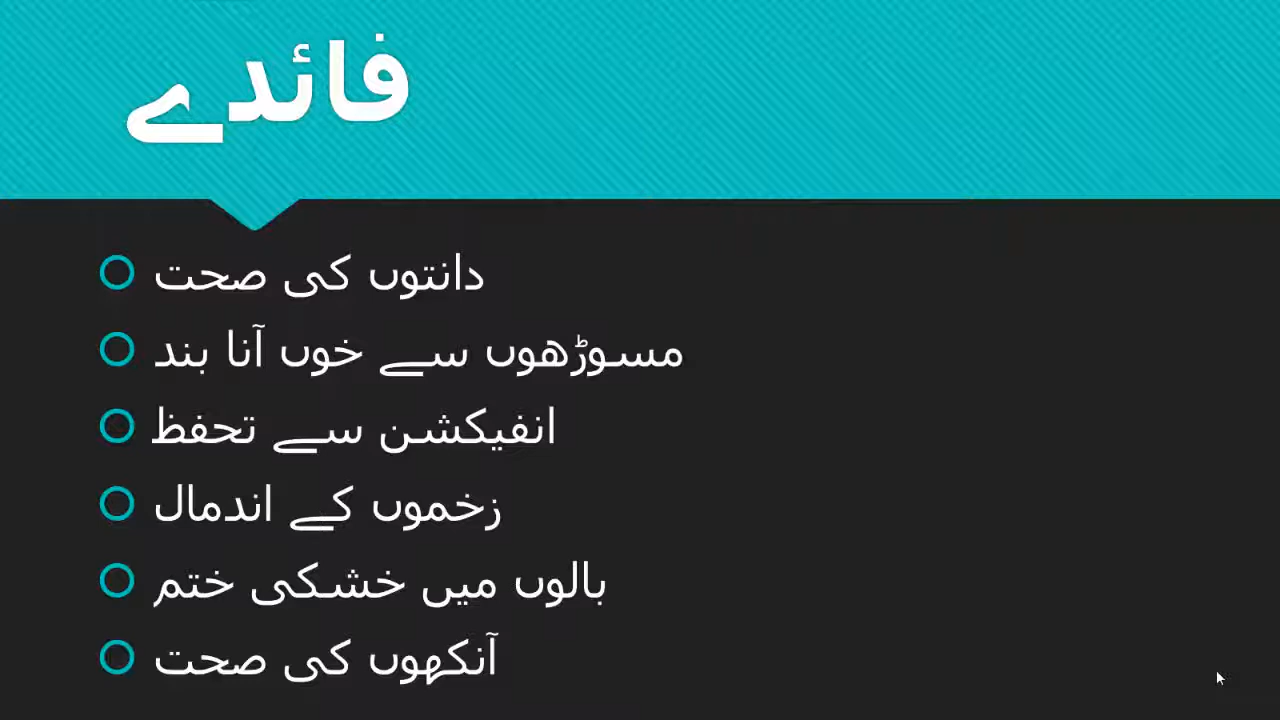 فائدے
دانتوں کی صحت
مسوڑھوں سے خوں آنا بند
انفیکشن سے تحفظ
زخموں کے اندمال
بالوں میں خشکی ختم
آنکھوں کی صحت